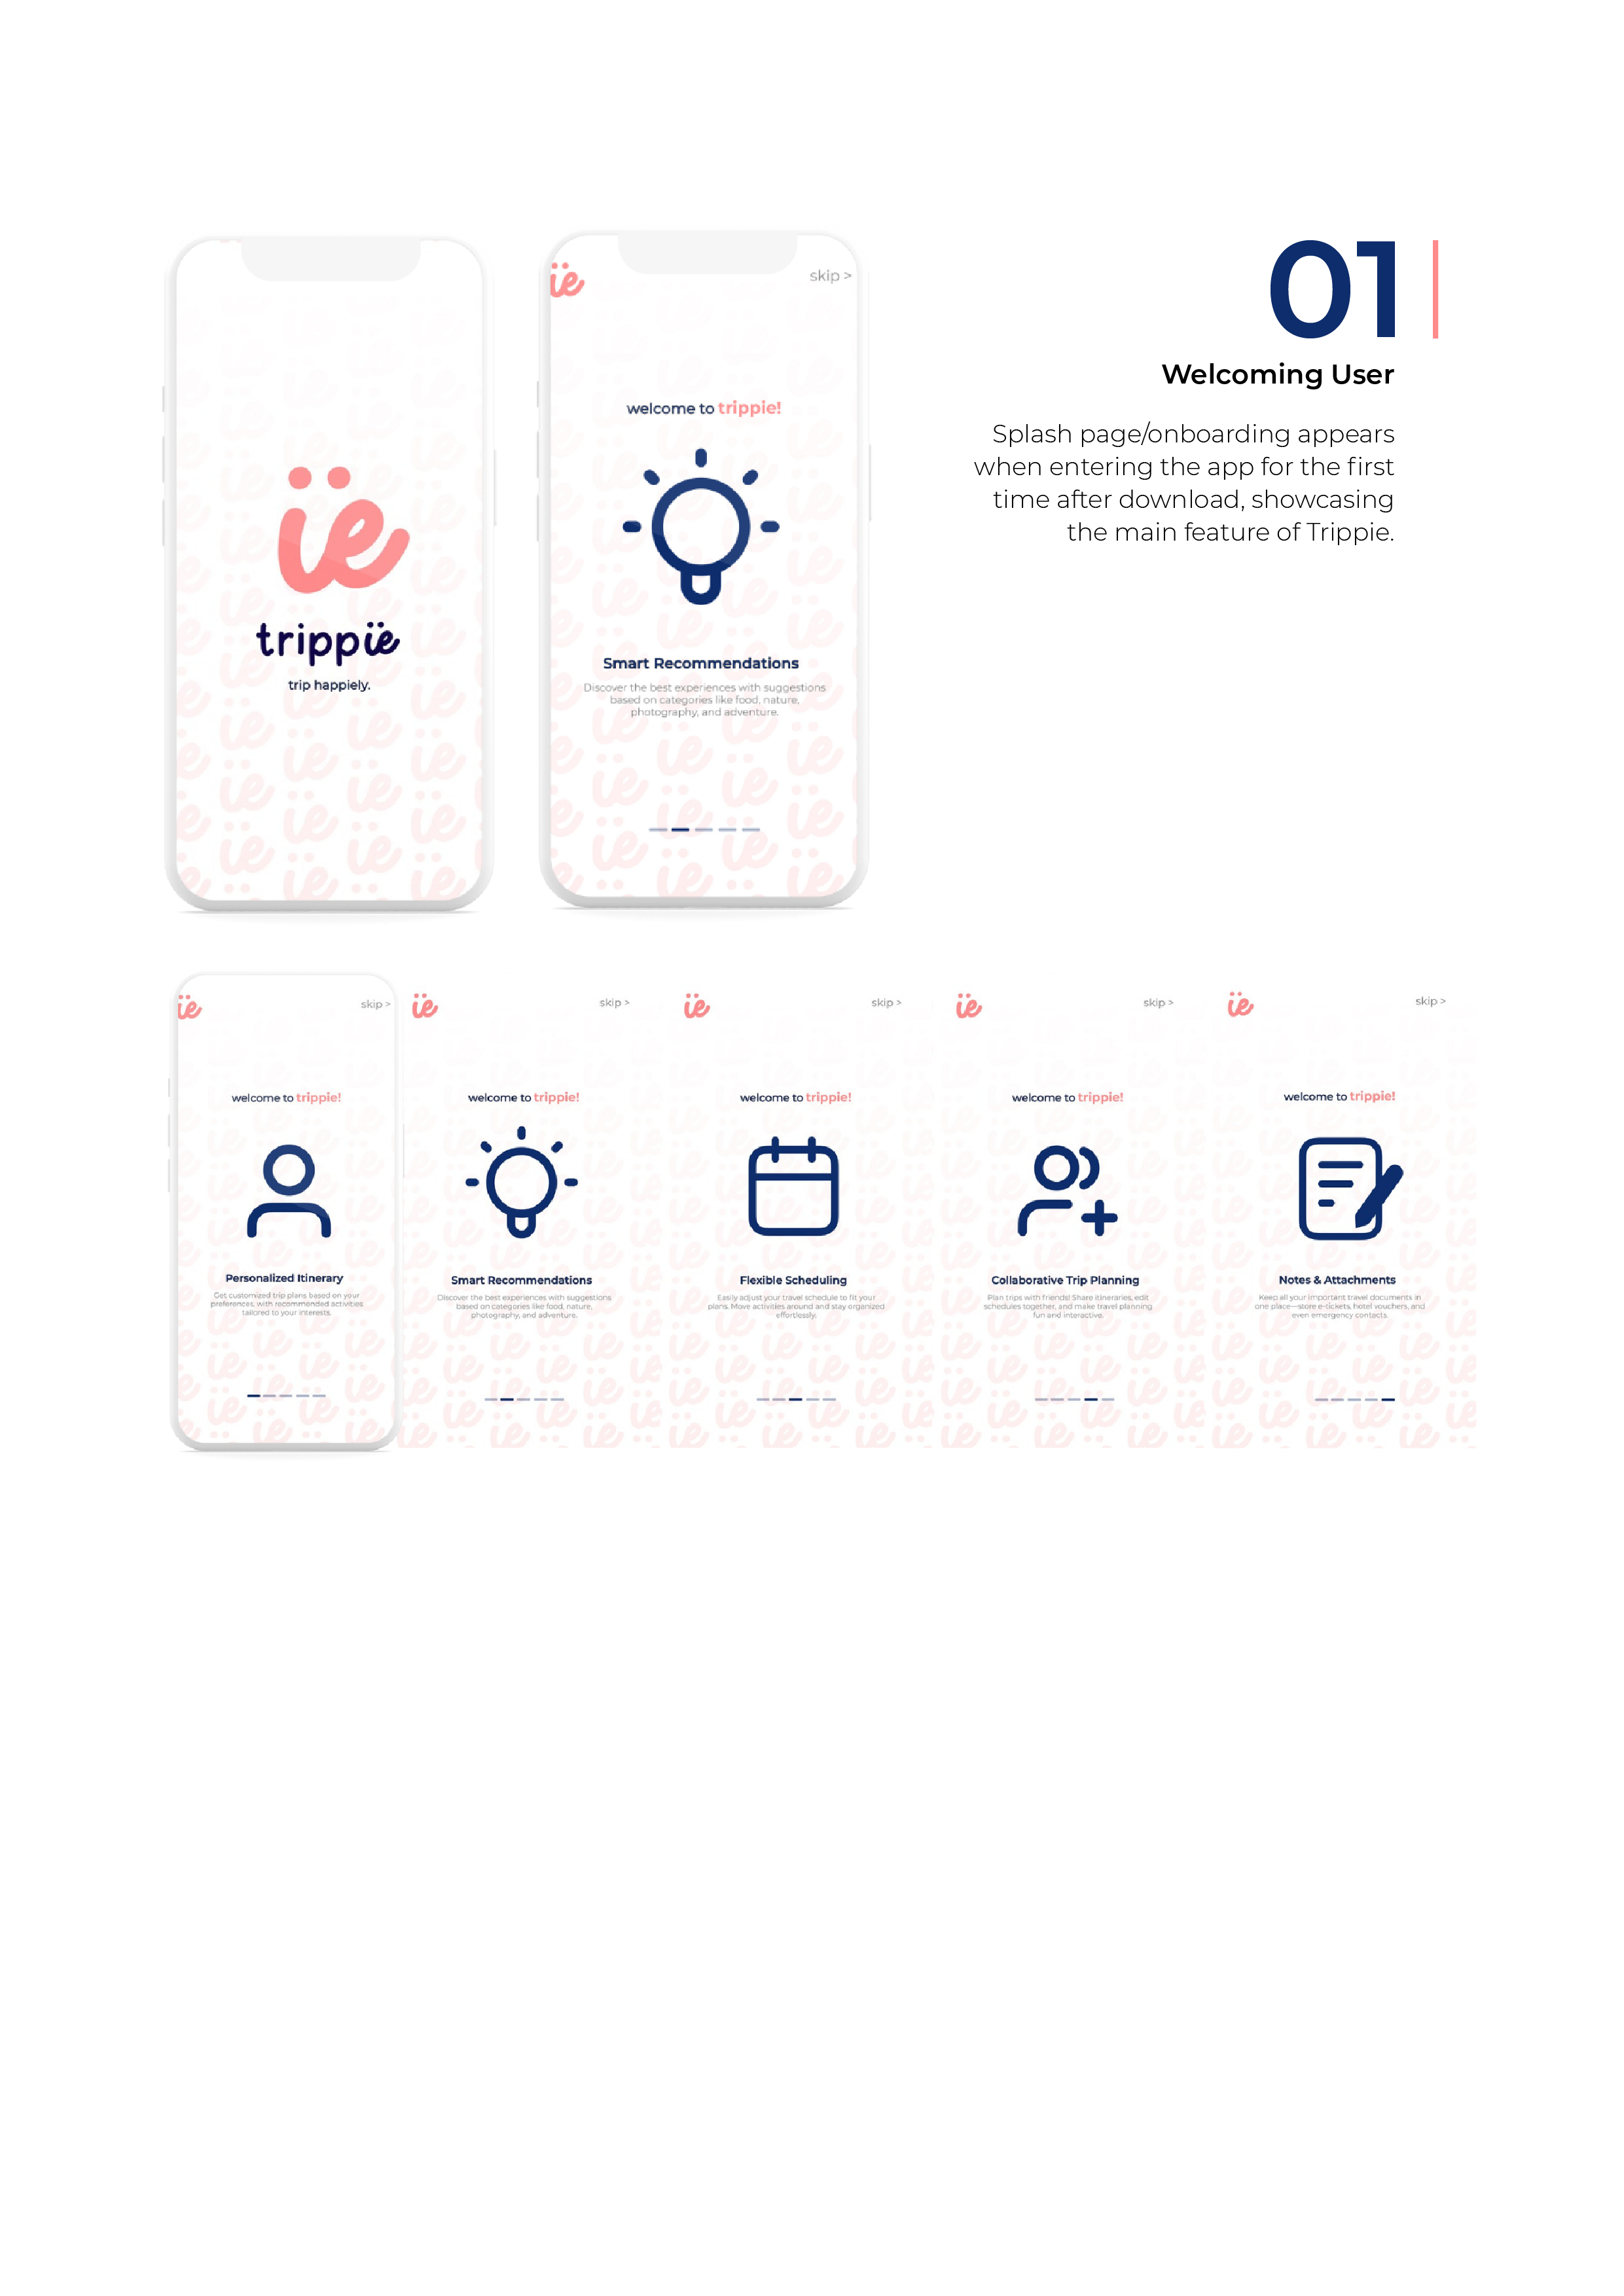 ïe
trippïe
trip happiely.
ïe
skip >
welcome to trippie!
Smart Recommendations
Discover the best experiences with suggestions
based on categories like food, nature,
photography, and adventure.
01
Welcoming User
Splash page/onboarding appears
when entering the app for the first
time after download, showcasing
the main feature of Trippie.
ïe
skip >
welcome to trippie!
Personalized Itinerary
Get customized trip plans based on your
preferences, with recommended activities
tailored to your interests.
ïe
skip >
welcome to trippie!
Smart Recommendations
Discover the best experiences with suggestions
based on categories like food, nature,
photography, and adventure.
ïe
skip >
welcome to trippie!
Flexible Scheduling
Easily adjust your travel schedule to fit your
plans. Move activities around and stay organized
effortlessly.
ïe
skip >
welcome to trippie!
Collaborative Trip Planning
Plan trips with friends! Share itineraries, edit
schedules together, and make travel planning
fun and interactive.
ïe
skip >
welcome to trippie!
Notes & Attachments
Keep all your important travel documents in
one place—store e-tickets, hotel vouchers, and
even emergency contacts.